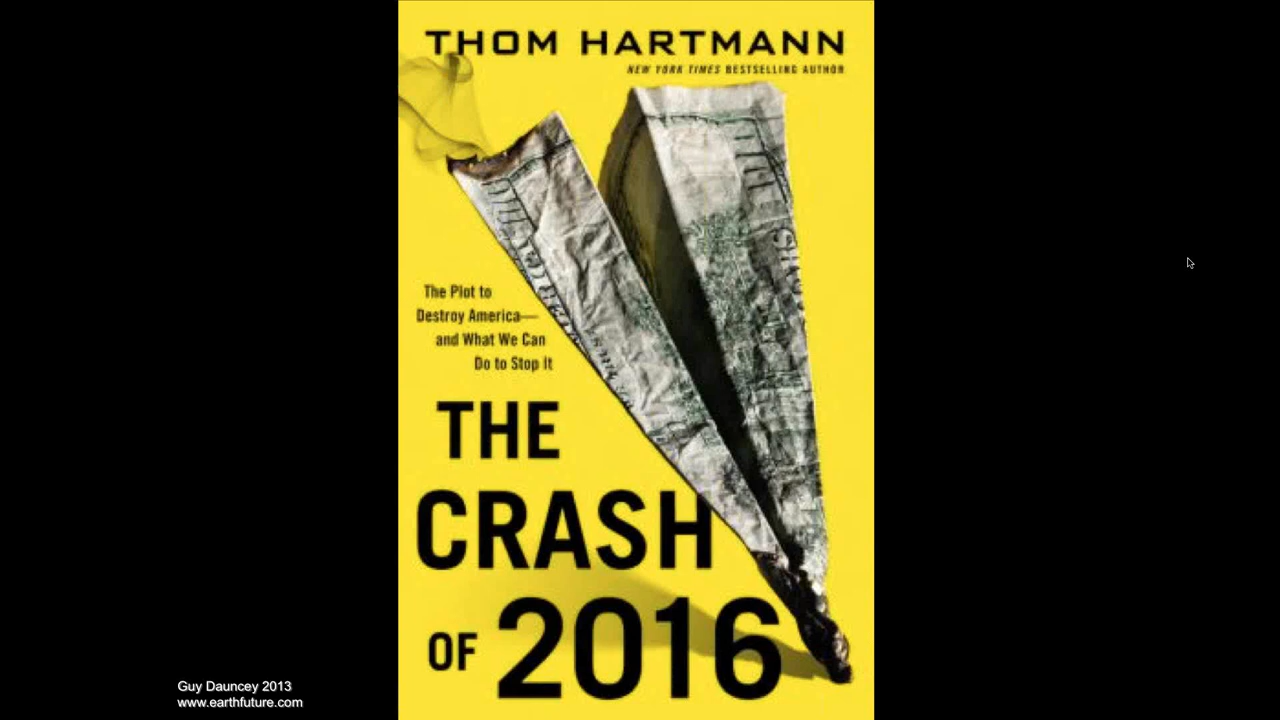 THOM HARTMANN
NEW YORK TIMES BESTSELLING AUTHOR
The Plot to
Destroy America—
and What We Can
Do to Stop It
THE
CRASH
OF 2016
Guy Dauncey 2013
www.earthfuture.com